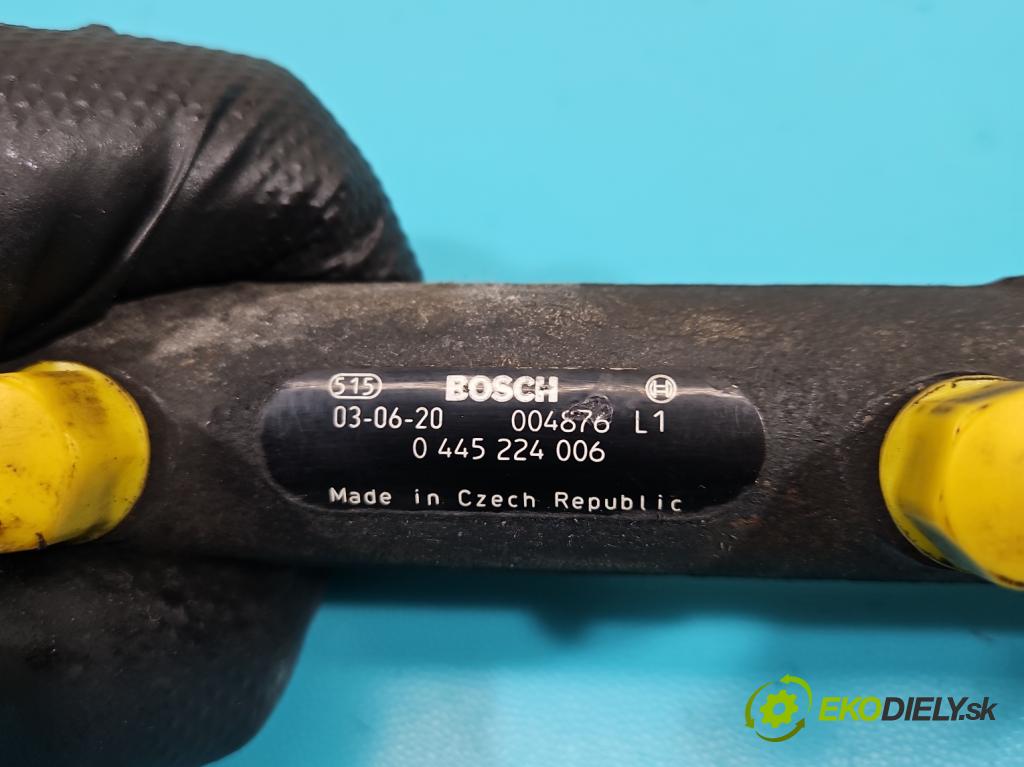 515 BOSCH H
03-06-20 004876 L1
0 445 224 006
Made in Czech Republic
EKODIELY.sk